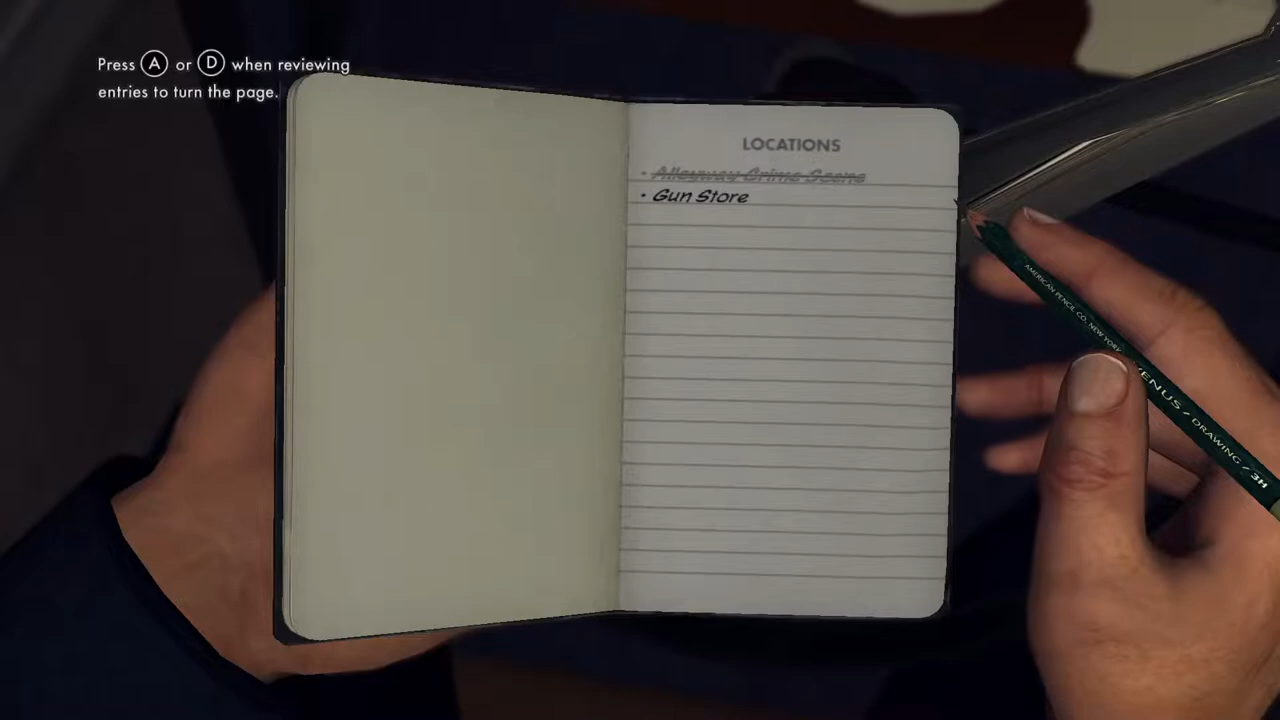 Press A or D when reviewing
entries to turn the page.
LOCATIONS
· Alleyway Crime Scene
· Gun Store
AMERICAN PENCIL CO. NEW YORK
VENUS / DRAWING / 3H